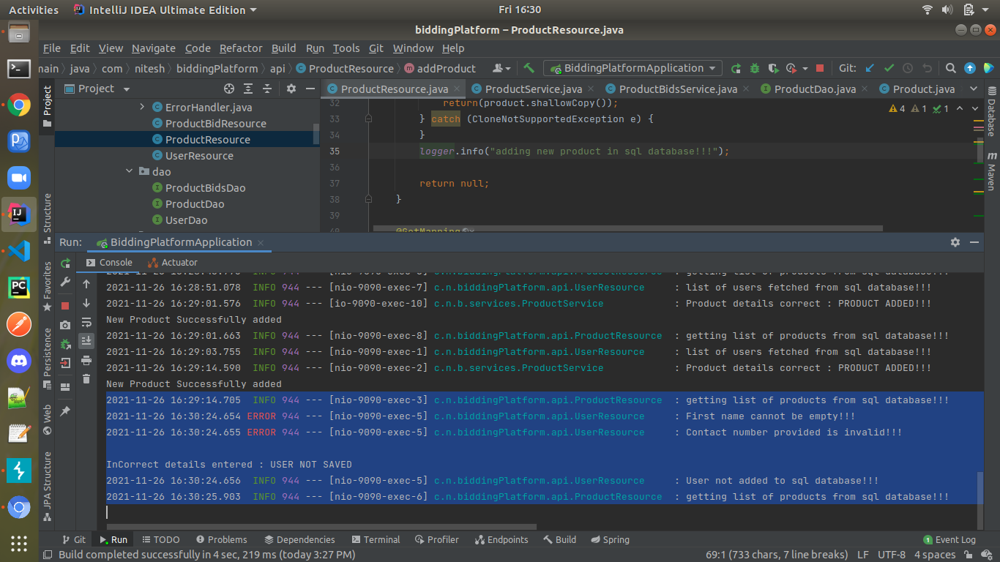 Activities IntelliJ IDEA Ultimate Edition Fri 16:30
biddingPlatform – ProductResource.java
File Edit View Navigate Code Refactor Build Run Tools Git Window Help
main java com nitesh biddingPlatform api ProductResource addProduct BiddingPlatformApplication Git:
Project ProductResource.java ProductService.java ProductBidsService.java ProductDao.java Product.java
ErrorHandler.java
ProductBidResource
ProductResource
UserResource
dao
ProductBidsDao
ProductDao
UserDao
32 return(product.shallowCopy());
33 } catch (CloneNotSupportedException e) {
34 }
35 logger.info("adding new product in sql database!!!");
36
37 return null;
38 }
39
40 @GetMapping
4 1 1
Project
Structure
Favorites
Persistence
Web
JPA Structure
Database
Maven
Run: BiddingPlatformApplication
Console Actuator
getting list of products from sql database!!!
2021-11-26 16:28:51.078 INFO 944 --- [nio-9090-exec-7] c.n.biddingPlatform.api.UserResource : list of users fetched from sql database!!!
2021-11-26 16:29:01.576 INFO 944 --- [io-9090-exec-10] c.n.b.services.ProductService : Product details correct : PRODUCT ADDED!!!
New Product Successfully added
2021-11-26 16:29:01.663 INFO 944 --- [nio-9090-exec-8] c.n.biddingPlatform.api.ProductResource : getting list of products from sql database!!!
2021-11-26 16:29:03.755 INFO 944 --- [nio-9090-exec-1] c.n.biddingPlatform.api.UserResource : list of users fetched from sql database!!!
2021-11-26 16:29:14.590 INFO 944 --- [nio-9090-exec-2] c.n.b.services.ProductService : Product details correct : PRODUCT ADDED!!!
New Product Successfully added
2021-11-26 16:29:14.705 INFO 944 --- [nio-9090-exec-3] c.n.biddingPlatform.api.ProductResource : getting list of products from sql database!!!
2021-11-26 16:30:24.654 ERROR 944 --- [nio-9090-exec-5] c.n.biddingPlatform.api.UserResource : First name cannot be empty!!!
2021-11-26 16:30:24.655 ERROR 944 --- [nio-9090-exec-5] c.n.biddingPlatform.api.UserResource : Contact number provided is invalid!!!
InCorrect details entered : USER NOT SAVED
2021-11-26 16:30:24.656 INFO 944 --- [nio-9090-exec-5] c.n.biddingPlatform.api.UserResource : User not added to sql database!!!
2021-11-26 16:30:25.903 INFO 944 --- [nio-9090-exec-6] c.n.biddingPlatform.api.ProductResource : getting list of products from sql database!!!
Git Run TODO Problems Dependencies Terminal Profiler Endpoints Build Spring 1 Event Log
Build completed successfully in 4 sec, 219 ms (today 3:27 PM) 69:1 (733 chars, 7 line breaks) LF UTF-8 4 spaces